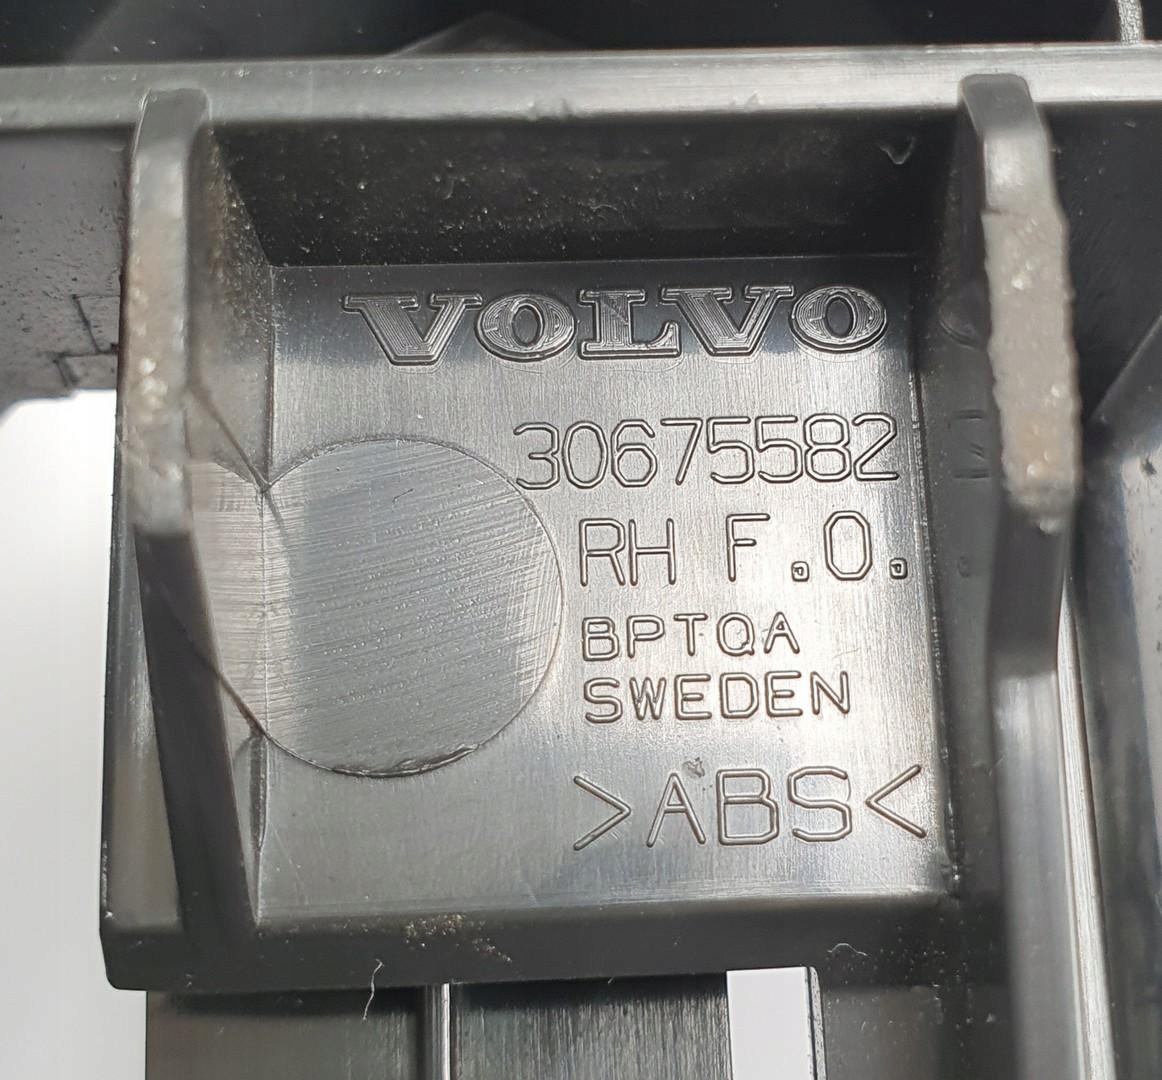 VOLVO
30675582
RH F.O.
BPTQA
SWEDEN
>ABS<